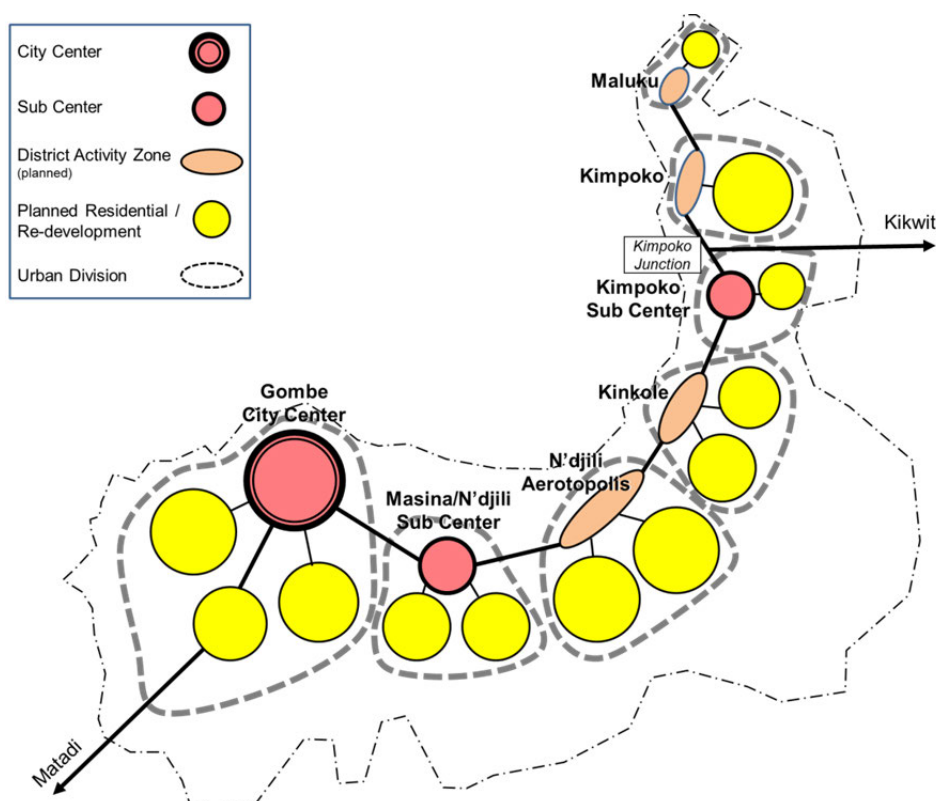 City Center
Sub Center
District Activity Zone
(planned)
Planned Residential /
Re-development
Urban Division
Maluku
Kimpoko
Kikwit
Kimpoko
Junction
Kimpoko
Sub Center
Kinkole
Gombe
City Center
N'djili
Aerotopolis
Masina/N'djili
Sub Center
Matadi